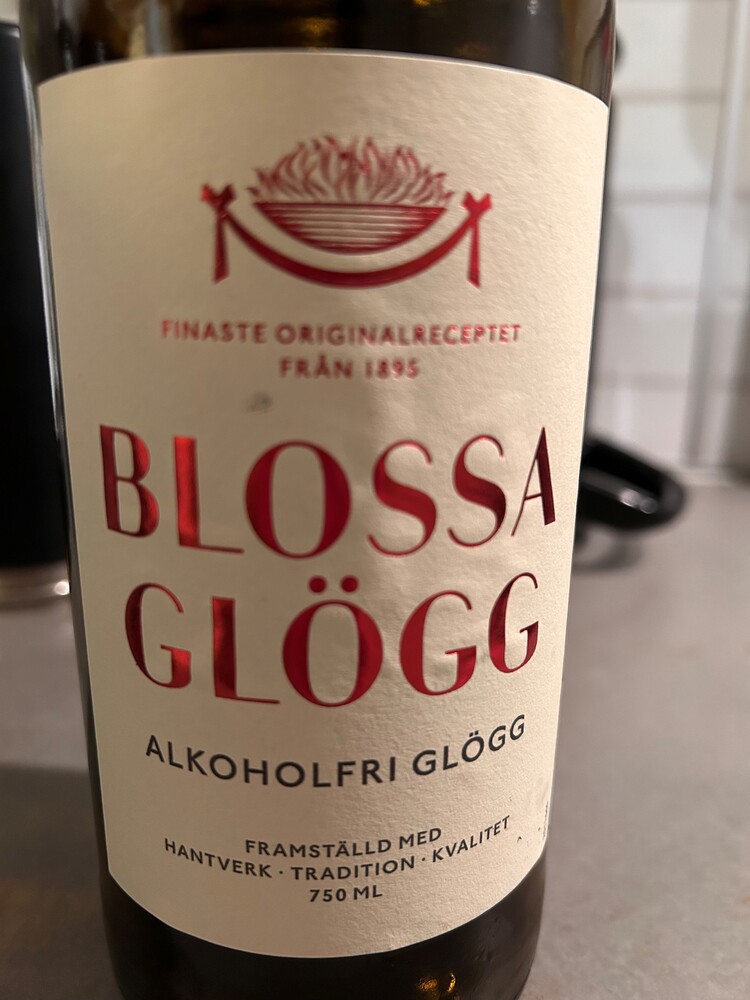 FINASTE ORIGINALRECEPTET
FRÅN 1895
BLOSSA
GLÖGG
ALKOHOLFRI GLÖGG
FRAMSTÄLLD MED
HANTVERK · TRADITION · KVALITET
750 ML